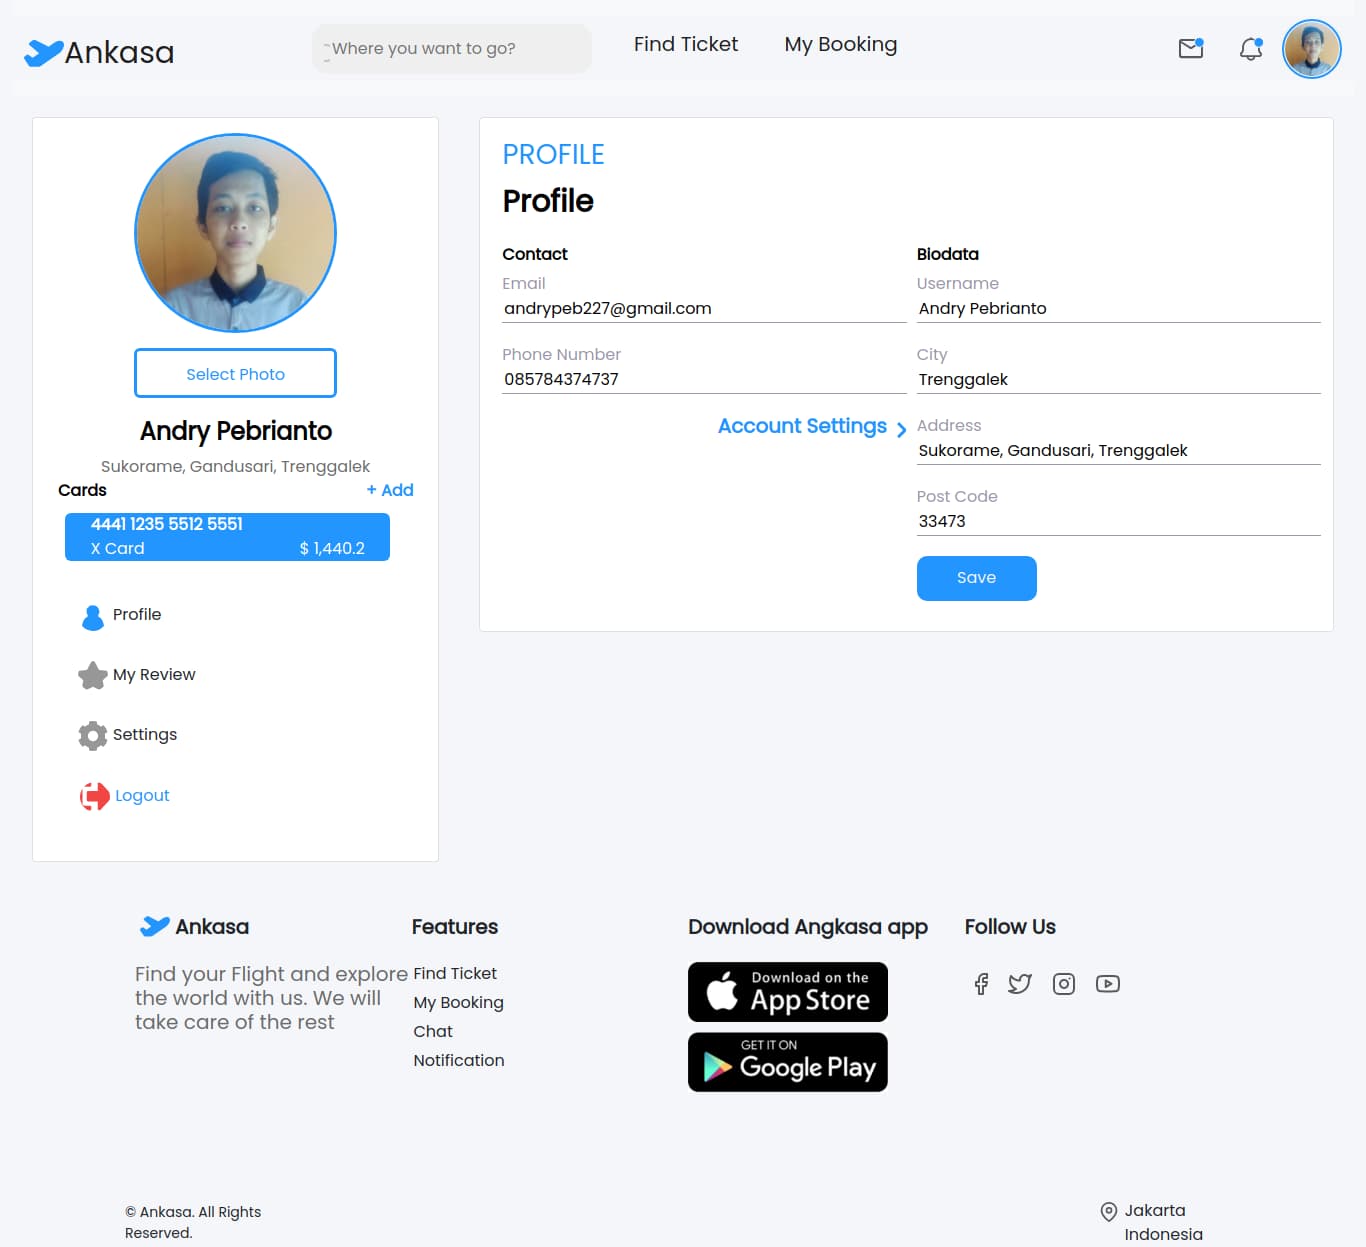 Ankasa
Where you want to go?
Find Ticket
My Booking
Select Photo
Andry Pebrianto
Sukorame, Gandusari, Trenggalek
Cards
+ Add
4441 1235 5512 5551
X Card
$ 1,440.2
Profile
My Review
Settings
Logout
PROFILE
Profile
Contact
Email
andrypeb227@gmail.com
Phone Number
085784374737
Account Settings
Biodata
Username
Andry Pebrianto
City
Trenggalek
Address
Sukorame, Gandusari, Trenggalek
Post Code
33473
Save
Ankasa
Find your Flight and explore
the world with us. We will
take care of the rest
Features
Find Ticket
My Booking
Chat
Notification
Download Angkasa app
Download on the
App Store
GET IT ON
Google Play
Follow Us
© Ankasa. All Rights
Reserved.
Jakarta
Indonesia